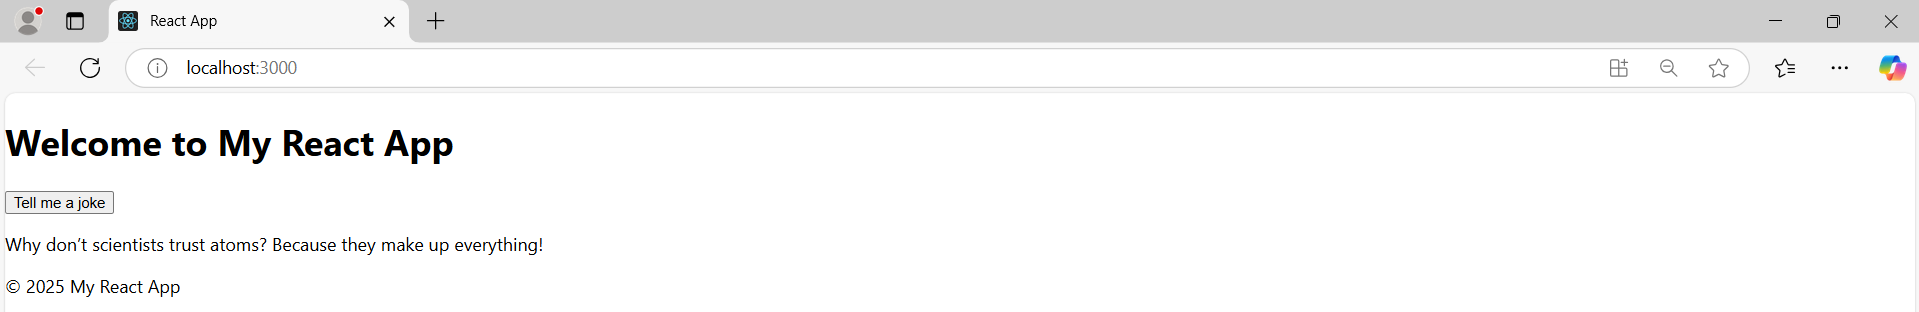 React App
localhost:3000
Welcome to My React App
Tell me a joke
Why don’t scientists trust atoms? Because they make up everything!
© 2025 My React App